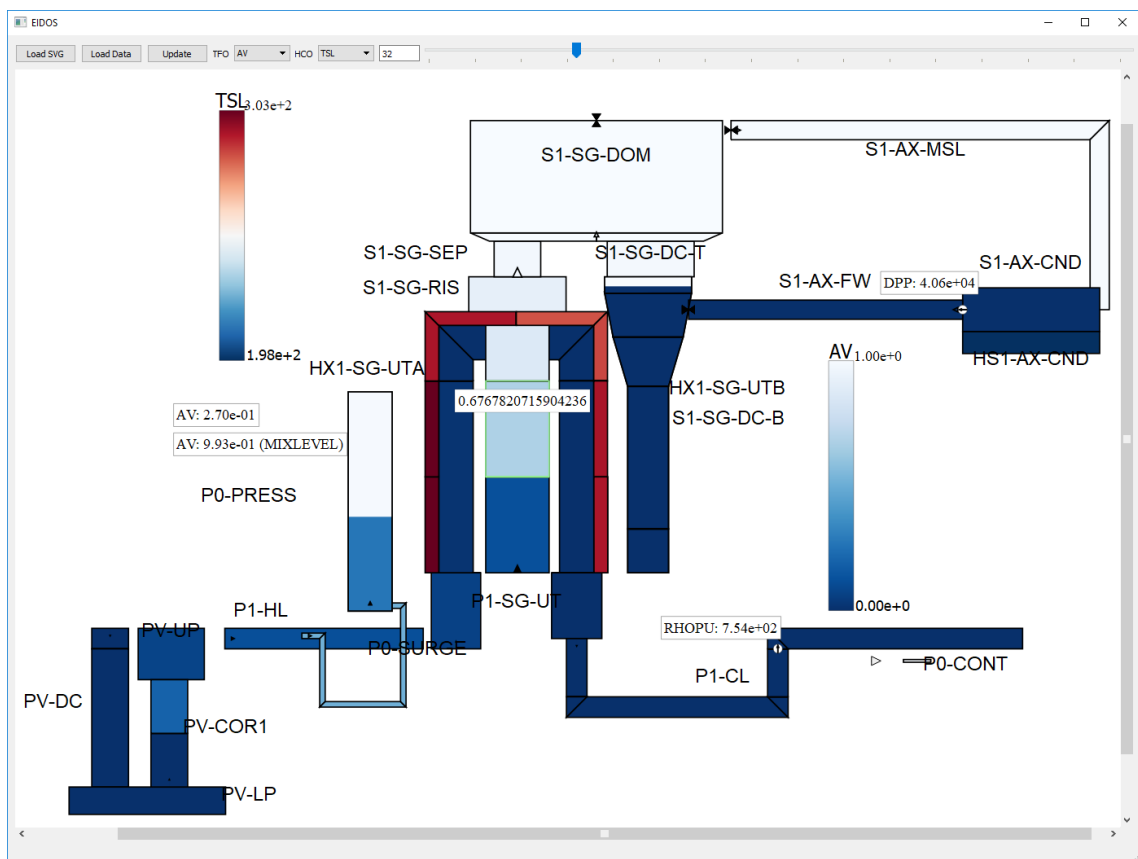 EIDOS
Load SVG Load Data Update TFO AV HCO TSL 32
TSL 3.03e+2
1.98e+2
S1-SG-DOM
S1-AX-MSL
S1-SG-SEP
S1-SG-DC-T
S1-SG-RIS
S1-AX-FW
DPP: 4.06e+04
S1-AX-CND
HS1-AX-CND
AV 1.00e+0
0.00e+0
HX1-SG-UTA
HX1-SG-UTB
0.6767820715904236
S1-SG-DC-B
AV: 2.70e-01
AV: 9.93e-01 (MIXLEVEL)
P0-PRESS
P1-SG-UT
P1-HL
PV-UP
P0-SURGE
RHOPU: 7.54e+02
P0-CONT
P1-CL
PV-DC
PV-COR1
PV-LP